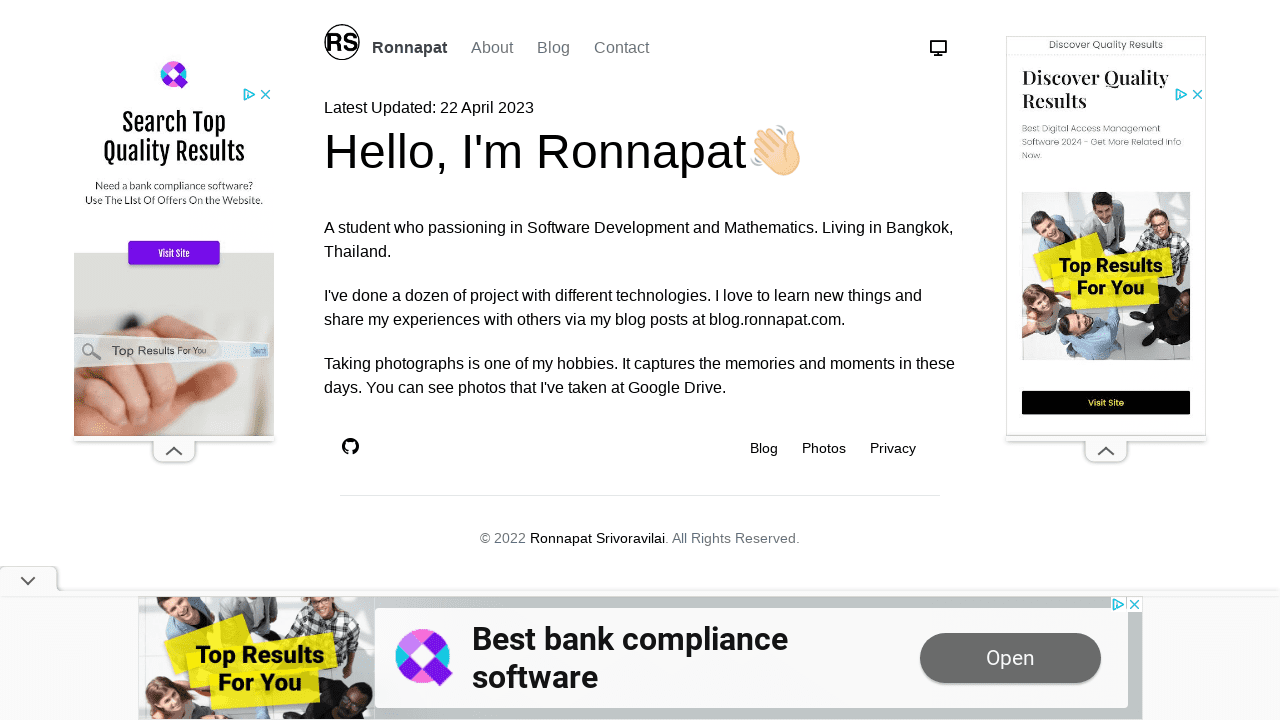 RS Ronnapat About Blog Contact
Latest Updated: 22 April 2023
Hello, I'm Ronnapat
A student who passioning in Software Development and Mathematics. Living in Bangkok,
Thailand.
I've done a dozen of project with different technologies. I love to learn new things and
share my experiences with others via my blog posts at blog.ronnapat.com.
Taking photographs is one of my hobbies. It captures the memories and moments in these
days. You can see photos that I've taken at Google Drive.
Blog Photos Privacy
© 2022 Ronnapat Srivoravilai. All Rights Reserved.
Search Top
Quality Results
Need a bank compliance software?
Use The LIst Of Offers On the Website.
Visit Site
Top Results For You
Search
Discover Quality Results
Discover Quality
Results
Best Digital Access Management
Software 2024 - Get More Related Info
Now.
Top Results
For You
Visit Site
Top Results
For You
Best bank compliance
software
Open